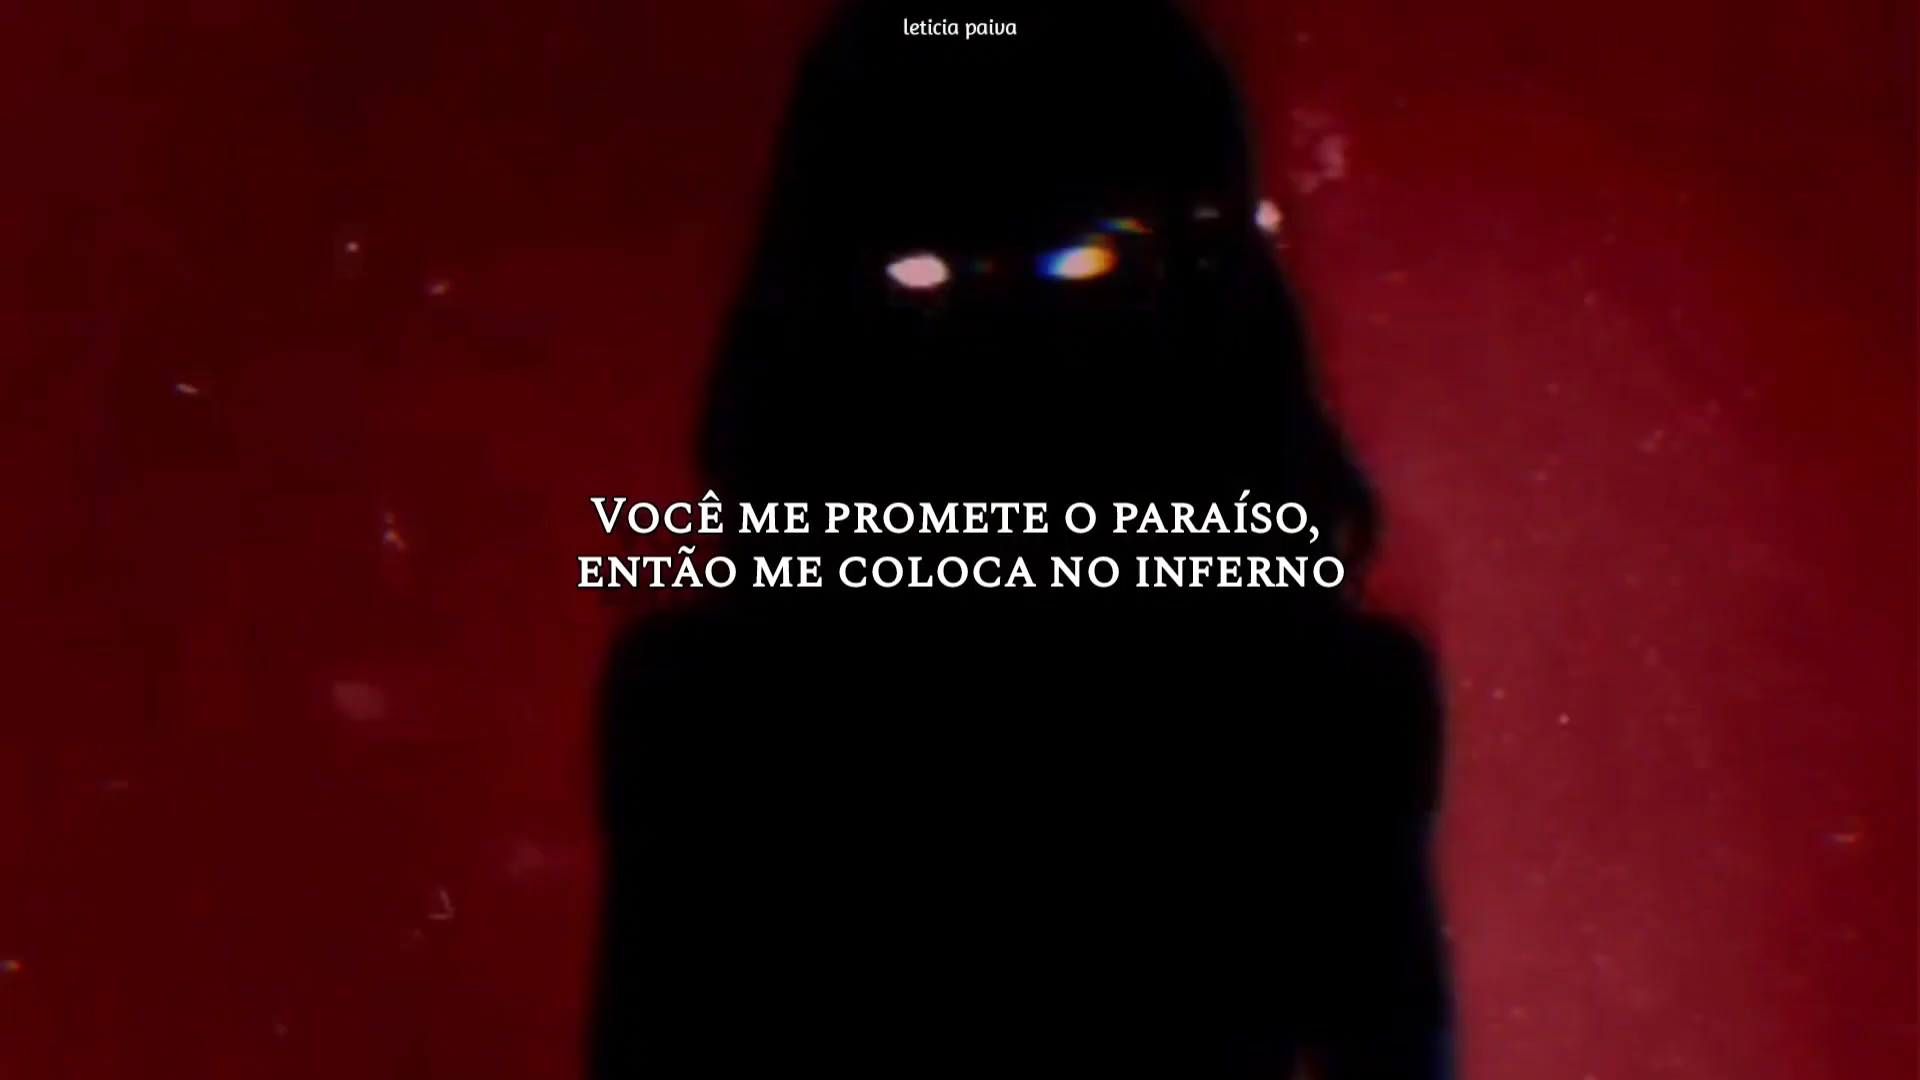 leticia paiva
VOCÊ ME PROMETE O PARAÍSO,
ENTÃO ME COLOCA NO INFERNO